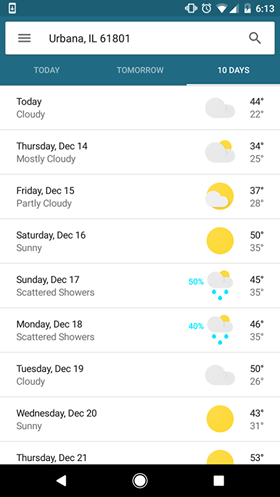 6:13
Urbana, IL 61801
TODAY TOMORROW 10 DAYS
Today 44°
Cloudy 22°
Thursday, Dec 14 34°
Mostly Cloudy 25°
Friday, Dec 15 37°
Partly Cloudy 28°
Saturday, Dec 16 50°
Sunny 35°
Sunday, Dec 17 50% 45°
Scattered Showers 35°
Monday, Dec 18 40% 46°
Scattered Showers 35°
Tuesday, Dec 19 50°
Cloudy 26°
Wednesday, Dec 20 43°
Sunny 31°
Thursday, Dec 21 53°